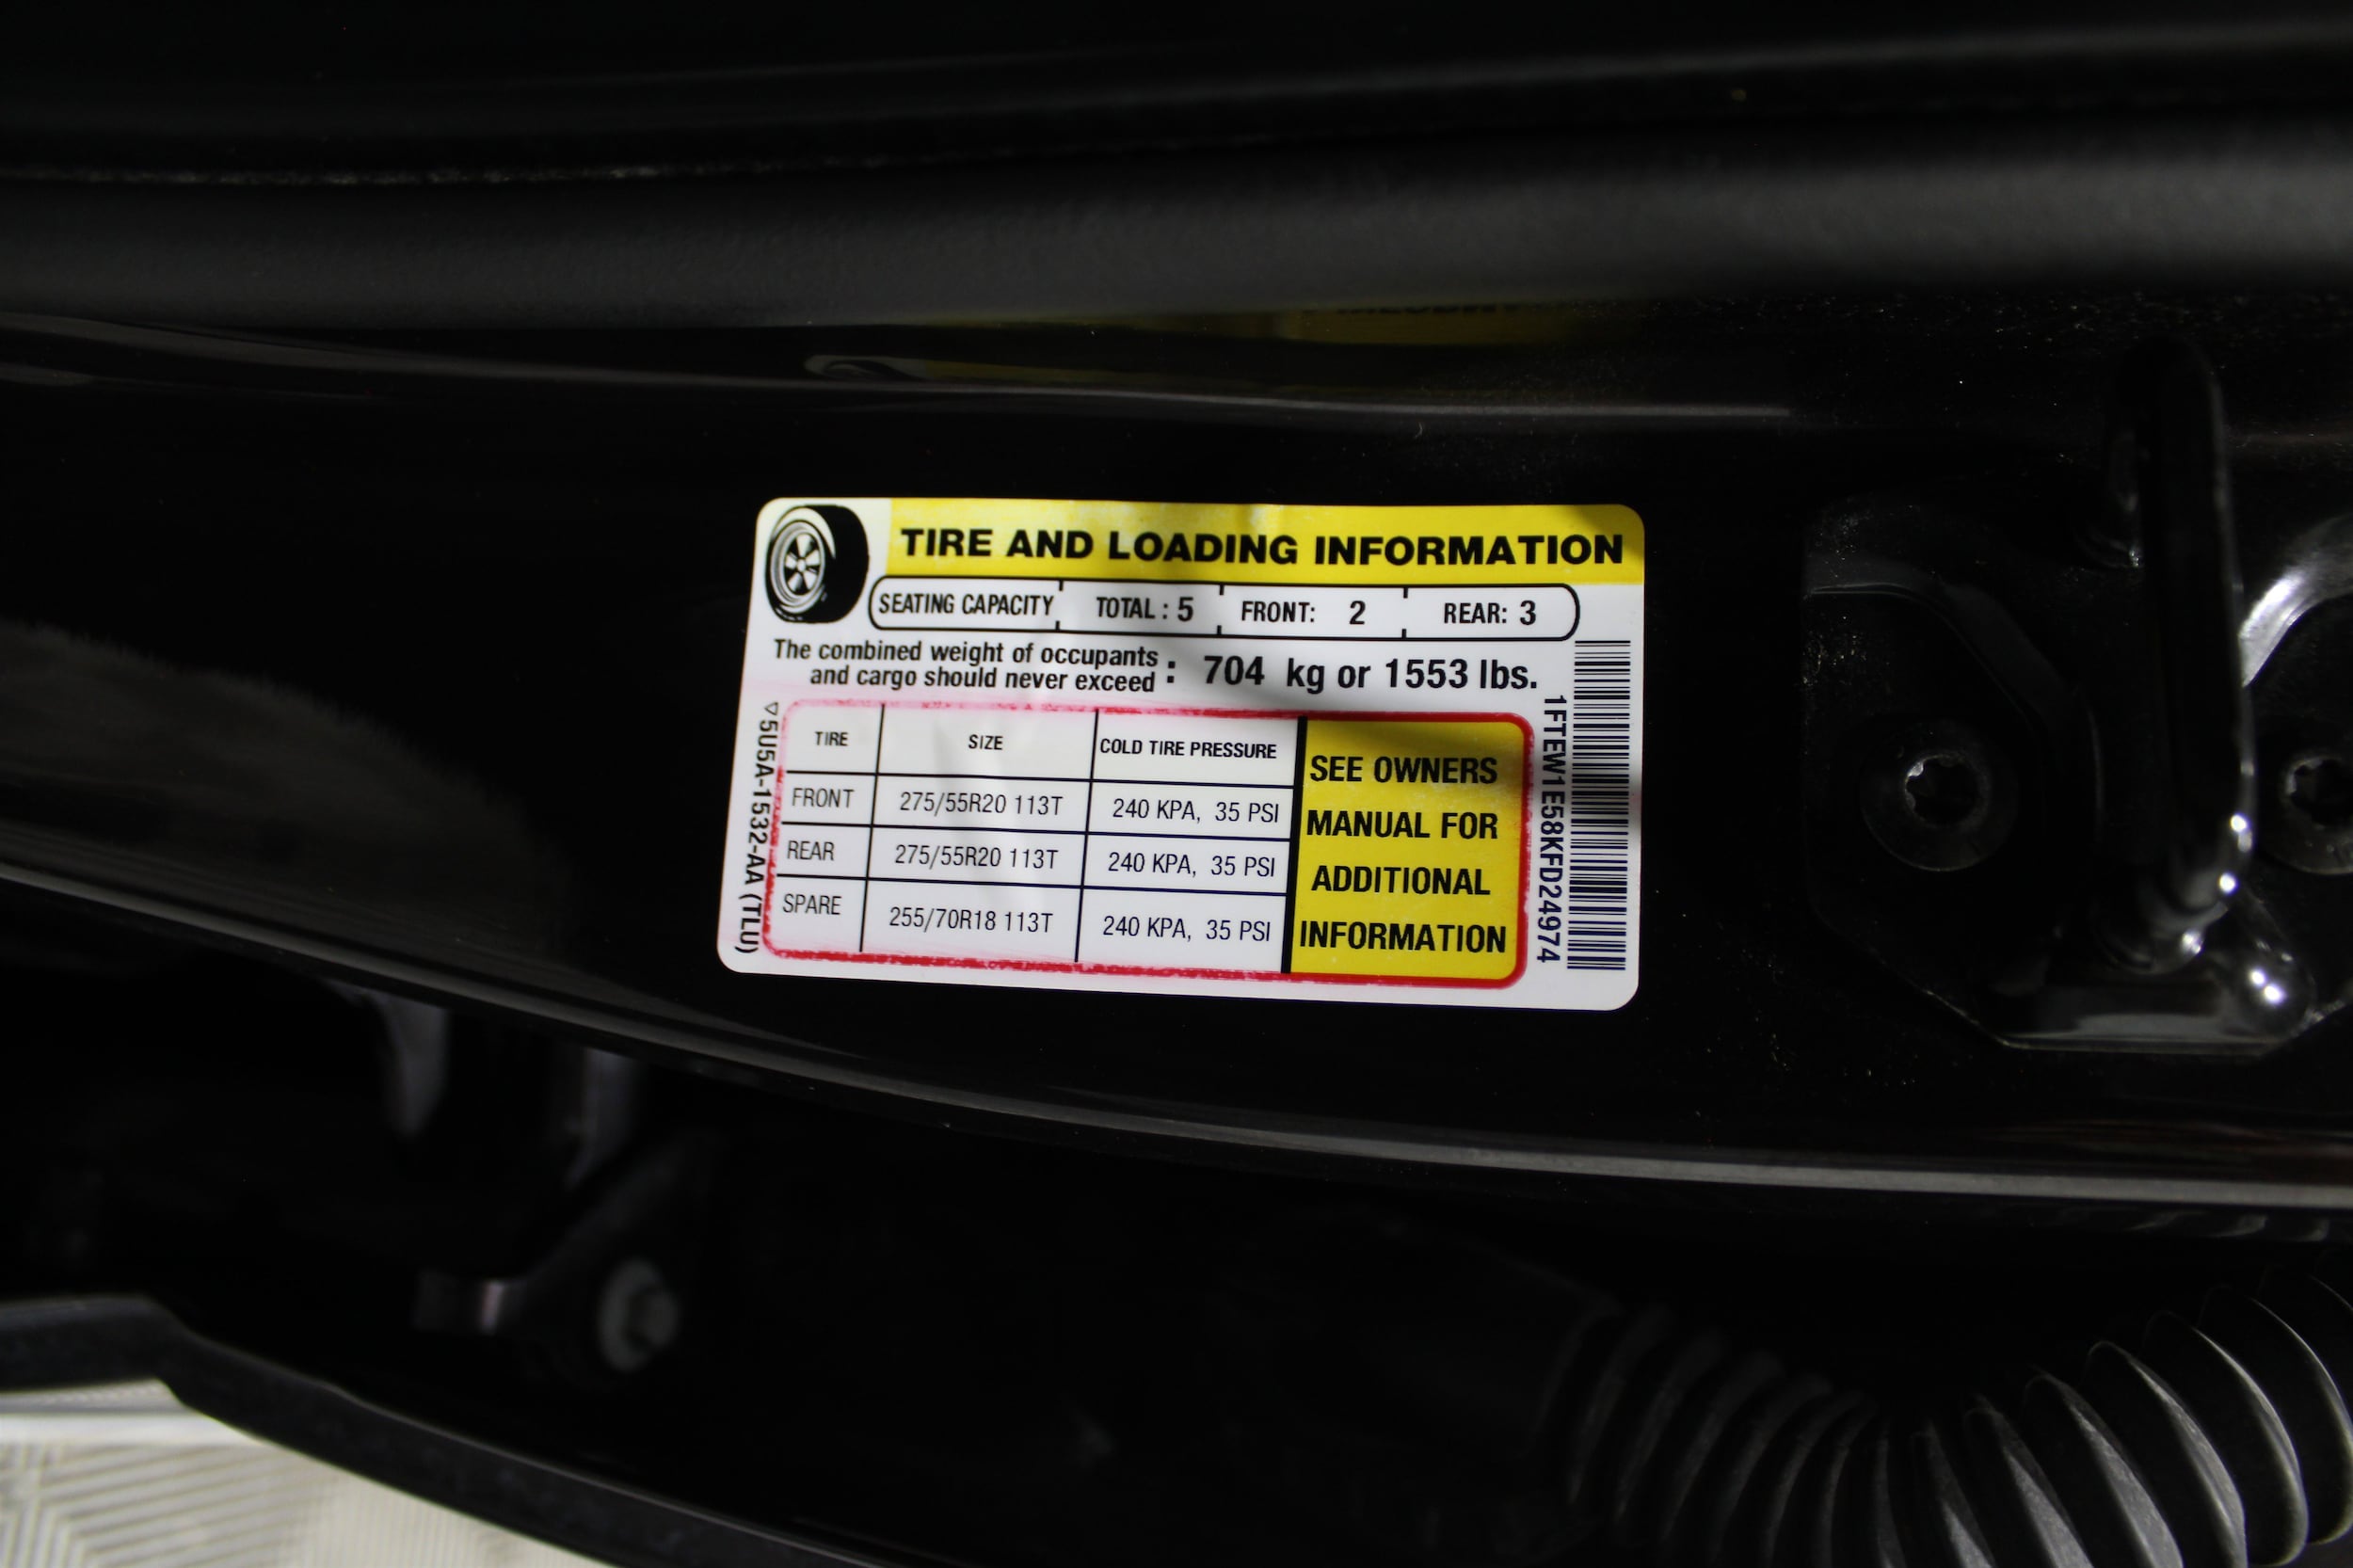 TIRE AND LOADING INFORMATION
SEATING CAPACITY TOTAL : 5 FRONT: 2 REAR: 3
The combined weight of occupants
and cargo should never exceed : 704 kg or 1553 lbs.
TIRE SIZE COLD TIRE PRESSURE
FRONT 275/55R20 113T 240 KPA, 35 PSI
REAR 275/55R20 113T 240 KPA, 35 PSI
SPARE 255/70R18 113T 240 KPA, 35 PSI
SEE OWNERS
MANUAL FOR
ADDITIONAL
INFORMATION
5U5A-1532-AA (TLU)
1FTEW1E58KFD24974